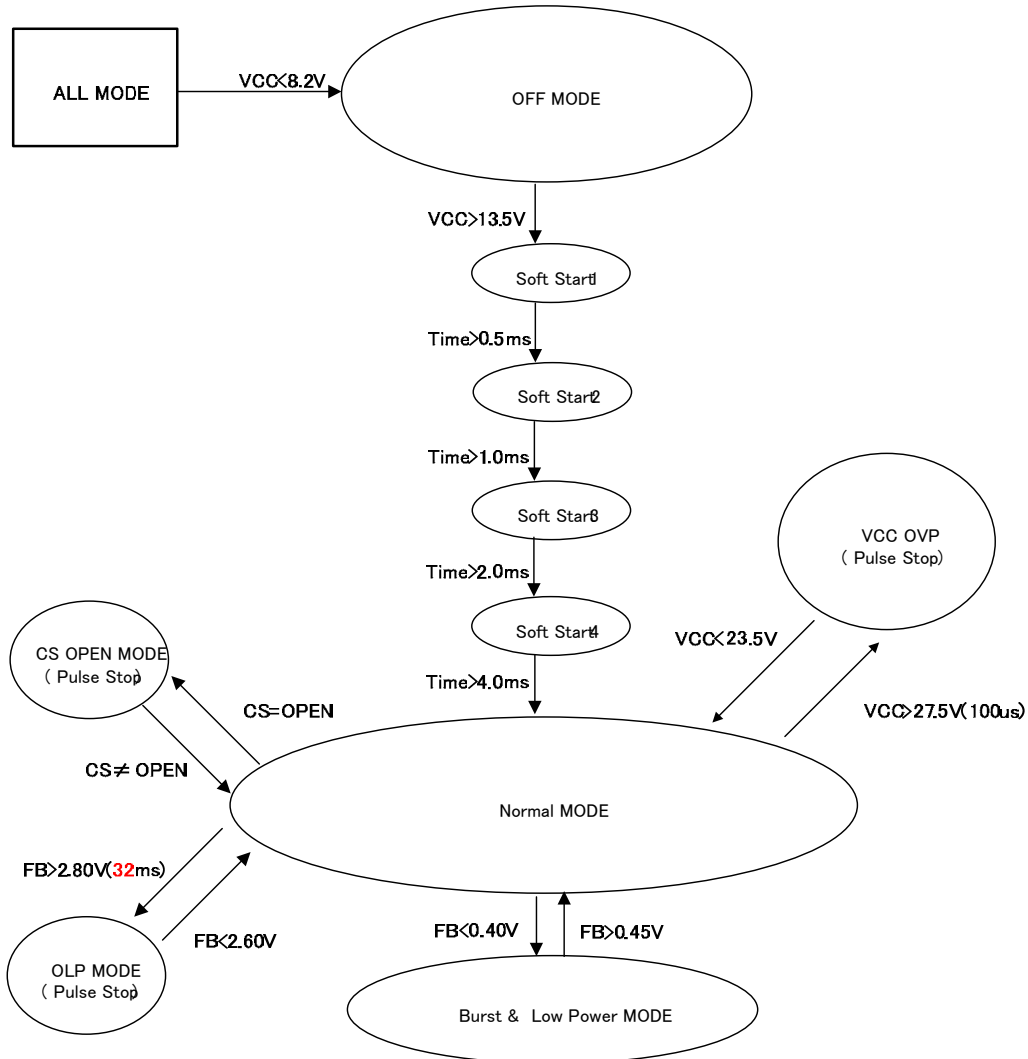 ALL MODE
VCC<8.2V
OFF MODE
VCC>13.5V
Soft Start1
Time>0.5ms
Soft Start2
Time>1.0ms
Soft Start3
Time>2.0ms
Soft Start4
Time>4.0ms
VCC OVP
( Pulse Stop)
VCC<23.5V
VCC>27.5V(100us)
CS OPEN MODE
( Pulse Stop)
CS=OPEN
CS≠ OPEN
Normal MODE
FB>2.80V(32ms)
FB<2.60V
OLP MODE
( Pulse Stop)
FB<0.40V
FB>0.45V
Burst & Low Power MODE